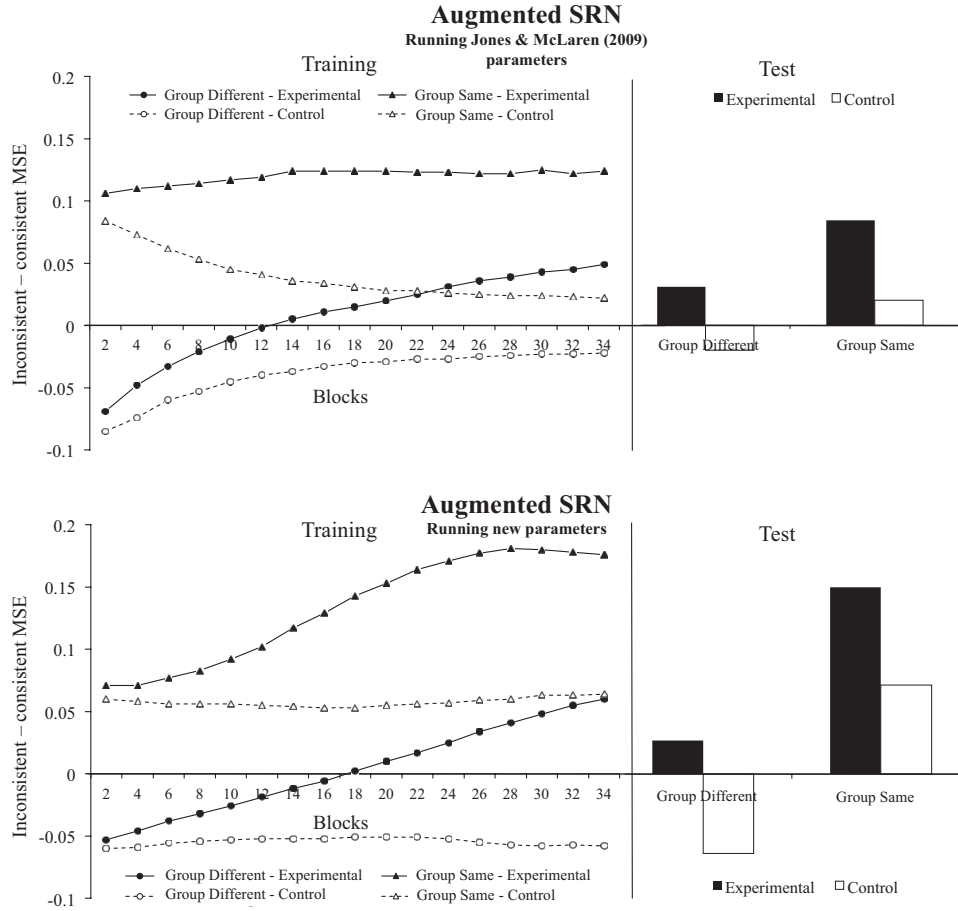 Augmented SRN
Running Jones & McLaren (2009)
parameters
Training
Test
Group Different - Experimental
Group Same - Experimental
Group Different - Control
Group Same - Control
Experimental
Control
Inconsistent – consistent MSE
0.2
0.15
0.1
0.05
0
-0.05
-0.1
2 4 6 8 10 12 14 16 18 20 22 24 26 28 30 32 34
Blocks
Group Different
Group Same
Augmented SRN
Running new parameters
Training
Test
Inconsistent – consistent MSE
0.2
0.15
0.1
0.05
0
-0.05
-0.1
2 4 6 8 10 12 14 16 18 20 22 24 26 28 30 32 34
Blocks
Group Different
Group Same
Group Different - Experimental
Group Same - Experimental
Group Different - Control
Group Same - Control
Experimental
Control